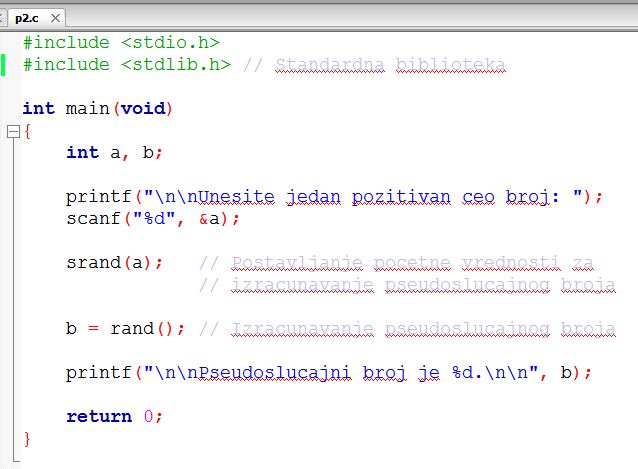 p2.c
#include <stdio.h>
#include <stdlib.h> // Standardna biblioteka
int main(void)
{
int a, b;
printf("\n\nUnesite jedan pozitivan ceo broj: ");
scanf("%d", &a);
srand(a); // Postavljanje pocetne vrednosti za
// izracunavanje pseudoslucajnog broja
b = rand(); // Izracunavanje pseudoslucajnog broja
printf("\n\nPseudoslucajni broj je %d.\n\n", b);
return 0;
}